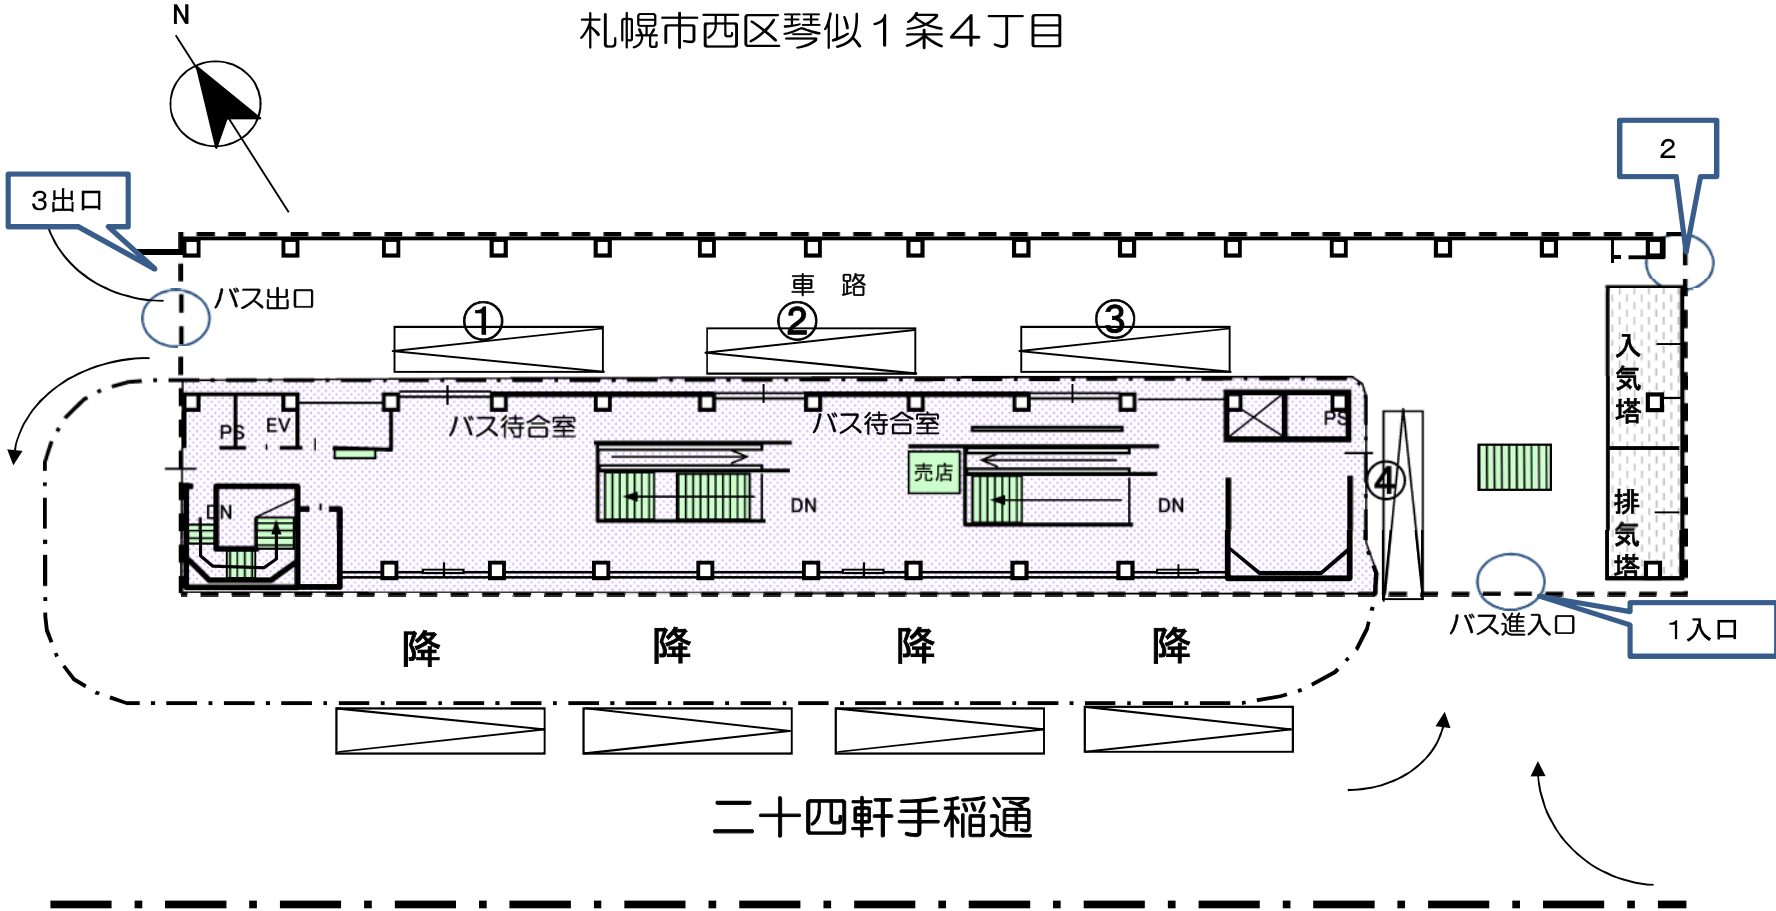 N
札幌市西区琴似１条４丁目
２
３出口
バス出口
車　路
①
②
③
PS
EV
バス待合室
バス待合室
PS
入気塔
売店
④
DN
DN
DN
排気塔
降
降
降
降
バス進入口
１入口
二十四軒手稲通